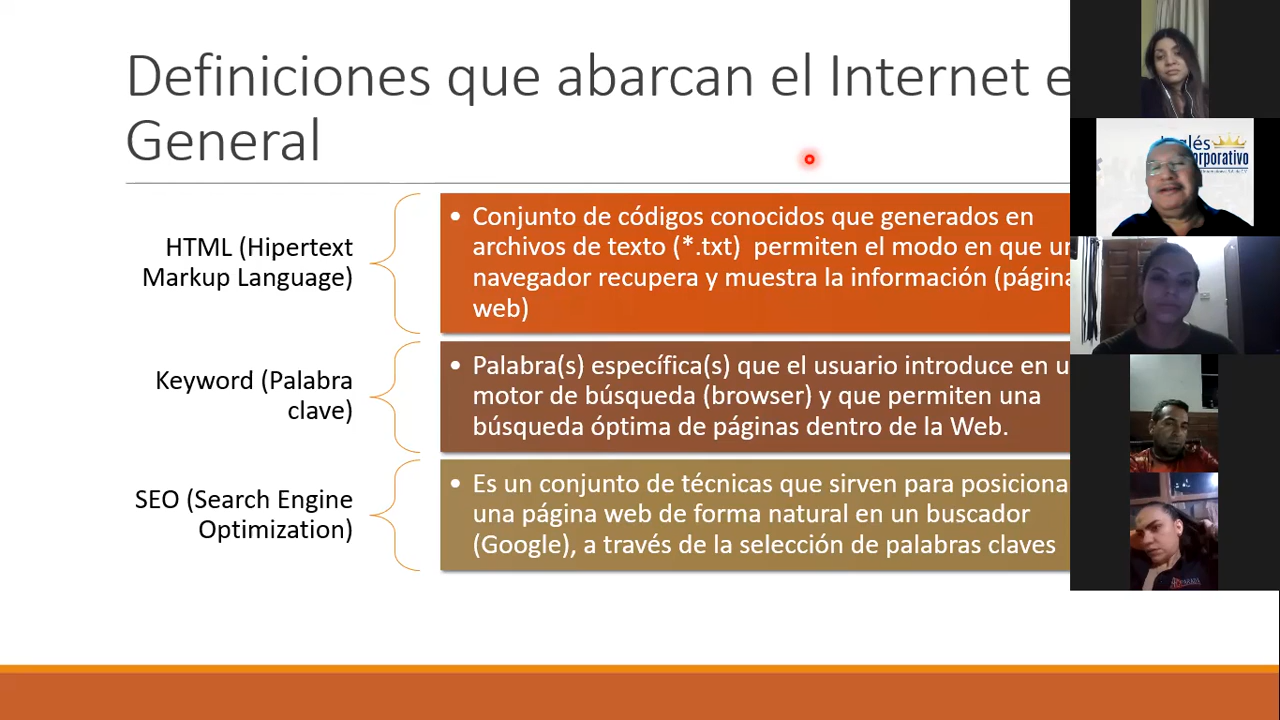 Definiciones que abarcan el Internet e
General
HTML (Hipertext
Markup Language)
• Conjunto de códigos conocidos que generados en
archivos de texto (*.txt) permiten el modo en que un
navegador recupera y muestra la información (página
web)
Keyword (Palabra
clave)
• Palabra(s) específica(s) que el usuario introduce en u
motor de búsqueda (browser) y que permiten una
búsqueda óptima de páginas dentro de la Web.
SEO (Search Engine
Optimization)
• Es un conjunto de técnicas que sirven para posiciona
una página web de forma natural en un buscador
(Google), a través de la selección de palabras claves
Inglés
orporativo